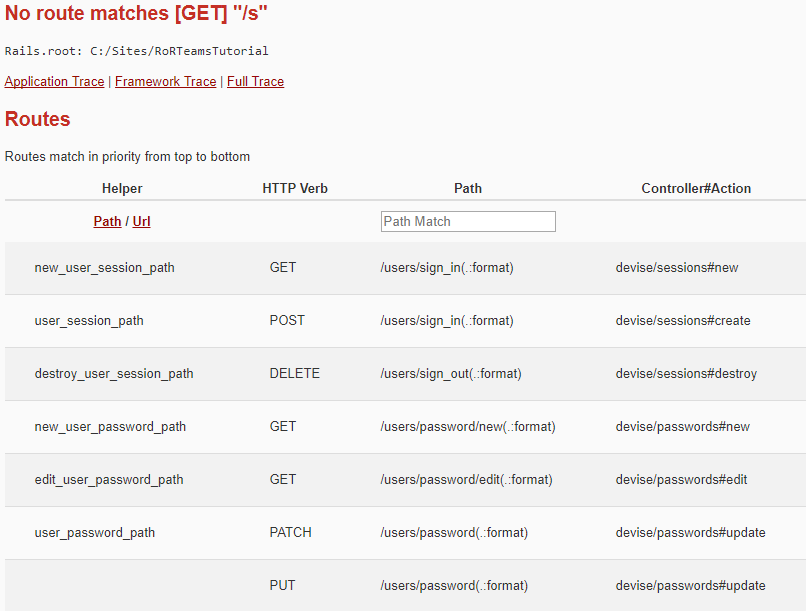 No route matches [GET] "/s"
Rails.root: C:/Sites/RoRTeamsTutorial
Application Trace | Framework Trace | Full Trace
Routes
Routes match in priority from top to bottom
Helper HTTP Verb Path Controller#Action
Path / Url Path Match
new_user_session_path GET /users/sign_in(.:format) devise/sessions#new
user_session_path POST /users/sign_in(.:format) devise/sessions#create
destroy_user_session_path DELETE /users/sign_out(.:format) devise/sessions#destroy
new_user_password_path GET /users/password/new(.:format) devise/passwords#new
edit_user_password_path GET /users/password/edit(.:format) devise/passwords#edit
user_password_path PATCH /users/password(.:format) devise/passwords#update
PUT /users/password(.:format) devise/passwords#update